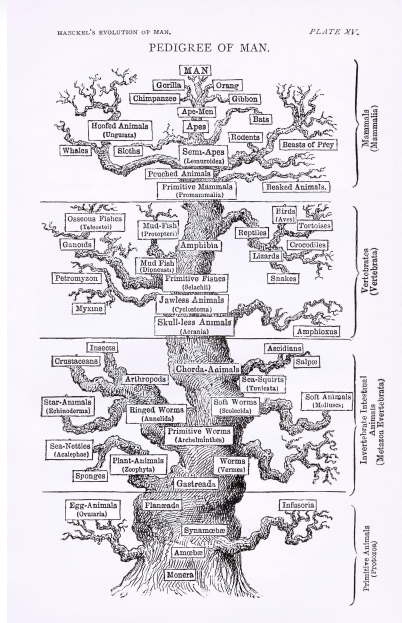 HAECKEL'S EVOLUTION OF MAN.
PLATE XV.
PEDIGREE OF MAN.
MAN
Gorilla
Orang
Chimpanzee
Gibbon
Ape-Men
Bats
Apes
Hoofed Animals
(Ungulata)
Rodents
Whales
Sloths
Semi-Apes
(Lemuroidea)
Beasts of Prey
Pouched Animals
Primitive Mammals
(Promammalia)
Beaked Animals.
Mammals
(Mammalia)
Osseous Fishes
(Teleostei)
Mud-Fish
(Protopteri)
Birds
(Aves)
Tortoises
Reptiles
Ganoids
Amphibia
Crocodiles
Lizards
Mud Fish
(Dipneusta)
Petromyzon
Primitive Fishes
(Selachii)
Snakes
Jawless Animals
(Cyclostoma)
Myxine
Skull-less Animals
(Acrania)
Amphioxus
Vertebrates
(Vertebrata)
Insects
Ascidians
Crustaceans
Salpæ
Chorda-Animals
Arthropods
Sea-Squirts
(Tunicata)
Star-Animals
(Echinoderma)
Ringed Worms
(Annelida)
Soft Worms
(Scolecida)
Soft Animals
(Molluscs)
Primitive Worms
(Archelminthes)
Sea-Nettles
(Acalephae)
Plant-Animals
(Zoophyta)
Worms
(Vermes)
Sponges
Gastreada
Invertebrate Intestinal
Animals
(Metazoa Evertebrata)
Egg-Animals
(Ovularia)
Planæada
Infusoria
Synamœbæ
Amœbæ
Monera
Primitive Animals
(Protozoa)